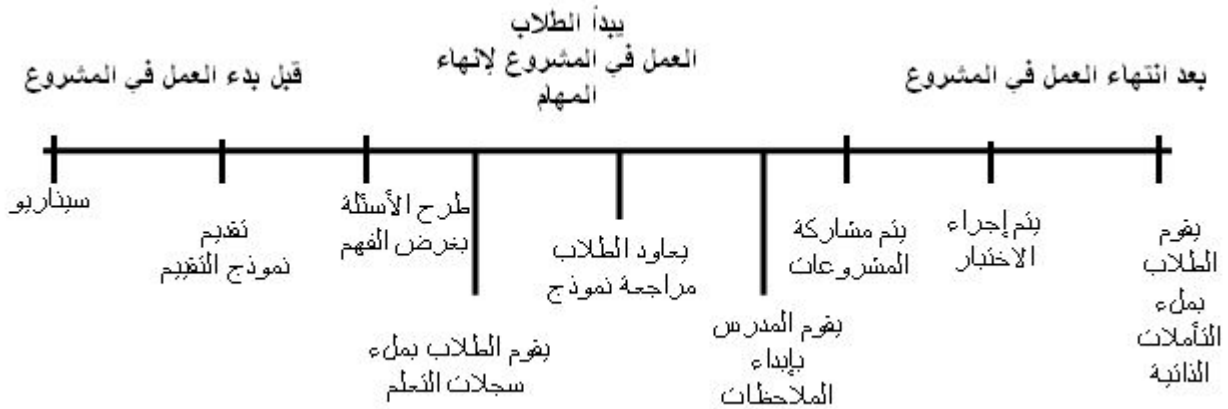 قبل بدء العمل في المشروع
يبدأ الطلاب
العمل في المشروع لإنهاء
المهام
بعد انتهاء العمل في المشروع
سيناريو
تقديم
نموذج التقييم
طرح الأسئلة
بغرض الفهم
يقوم الطلاب بملء
سجلات التعلم
يعاود الطلاب
مراجعة نموذج
يقوم المدرس
بإبداء
الملاحظات
يتم مشاركة
المشروعات
يتم إجراء
الاختبار
يقوم
الطلاب
بملء
التأملات
الذاتية